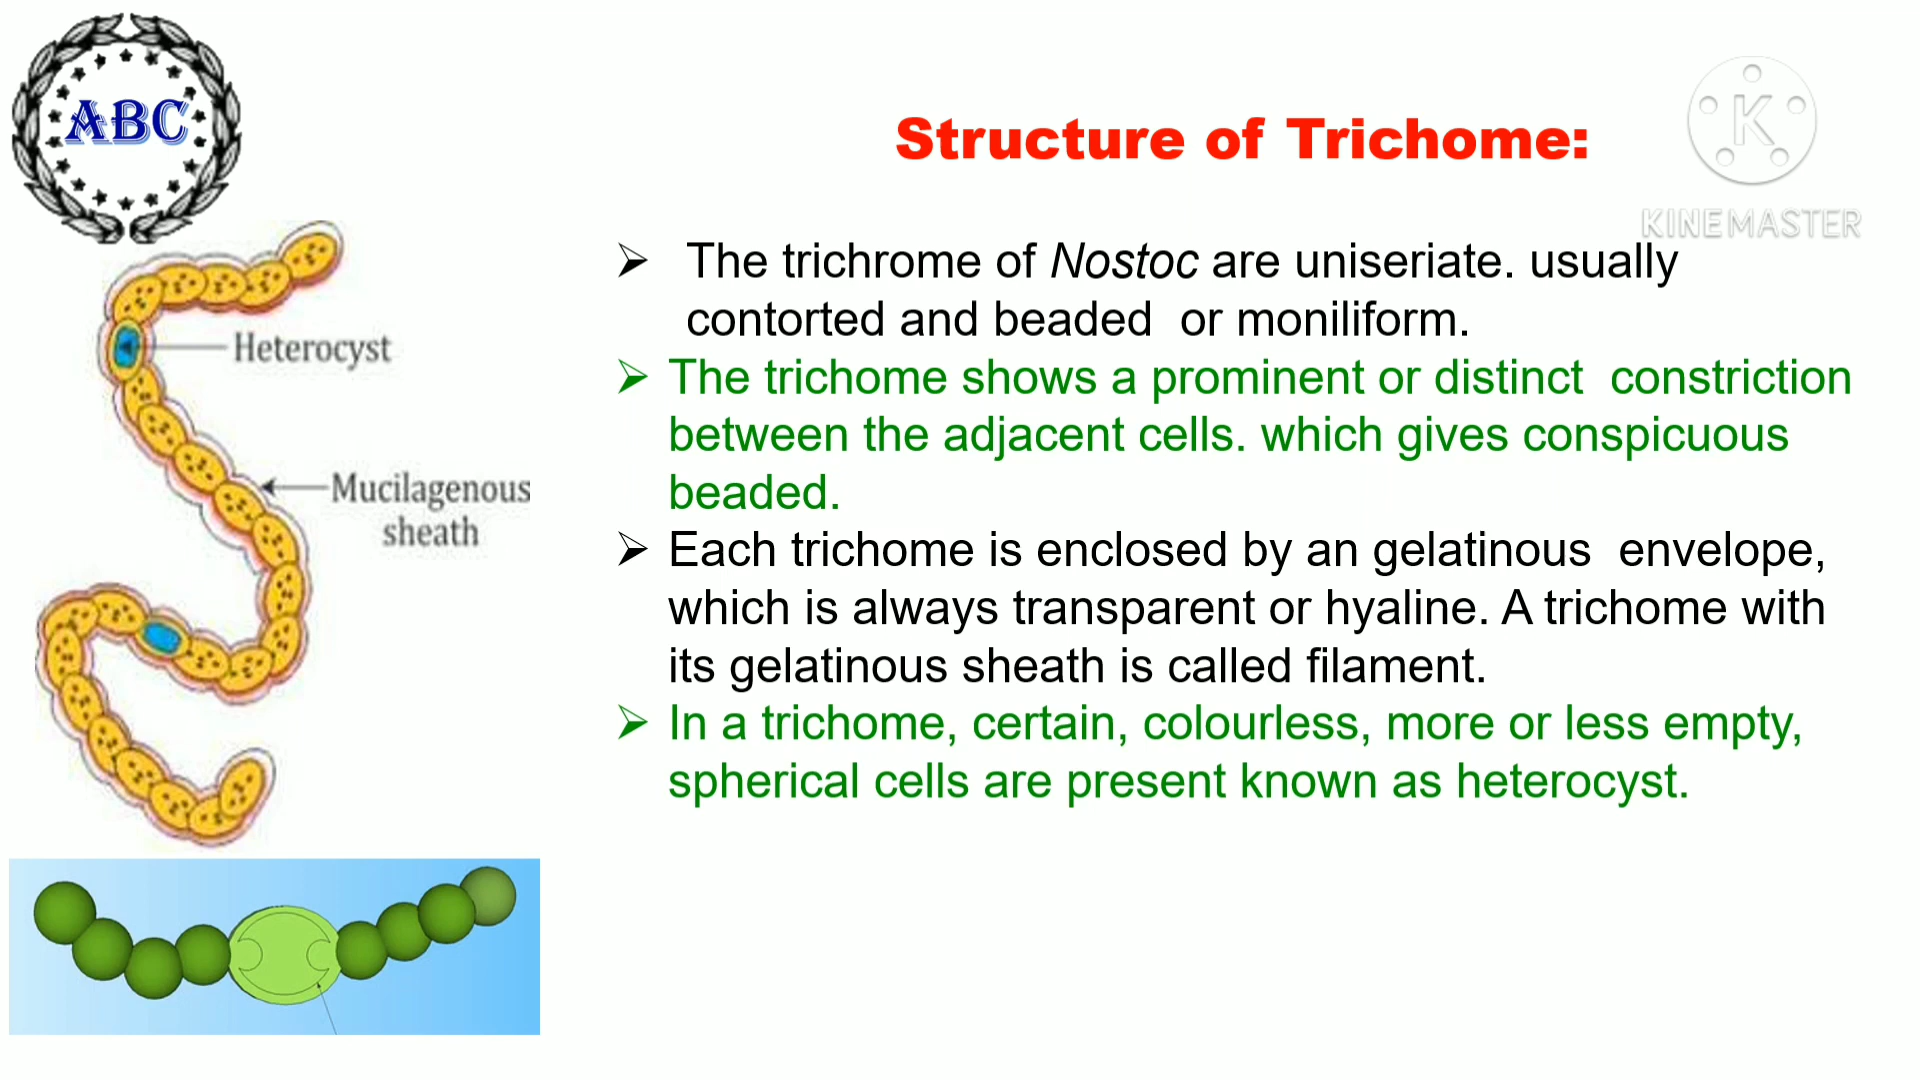 ABC
Structure of Trichome:
K
KINEMASTER
The trichrome of Nostoc are uniseriate. usually
contorted and beaded or moniliform.
The trichome shows a prominent or distinct constriction
between the adjacent cells. which gives conspicuous
beaded.
Each trichome is enclosed by an gelatinous envelope,
which is always transparent or hyaline. A trichome with
its gelatinous sheath is called filament.
In a trichome, certain, colourless, more or less empty,
spherical cells are present known as heterocyst.
Heterocyst
Mucilagenous
sheath